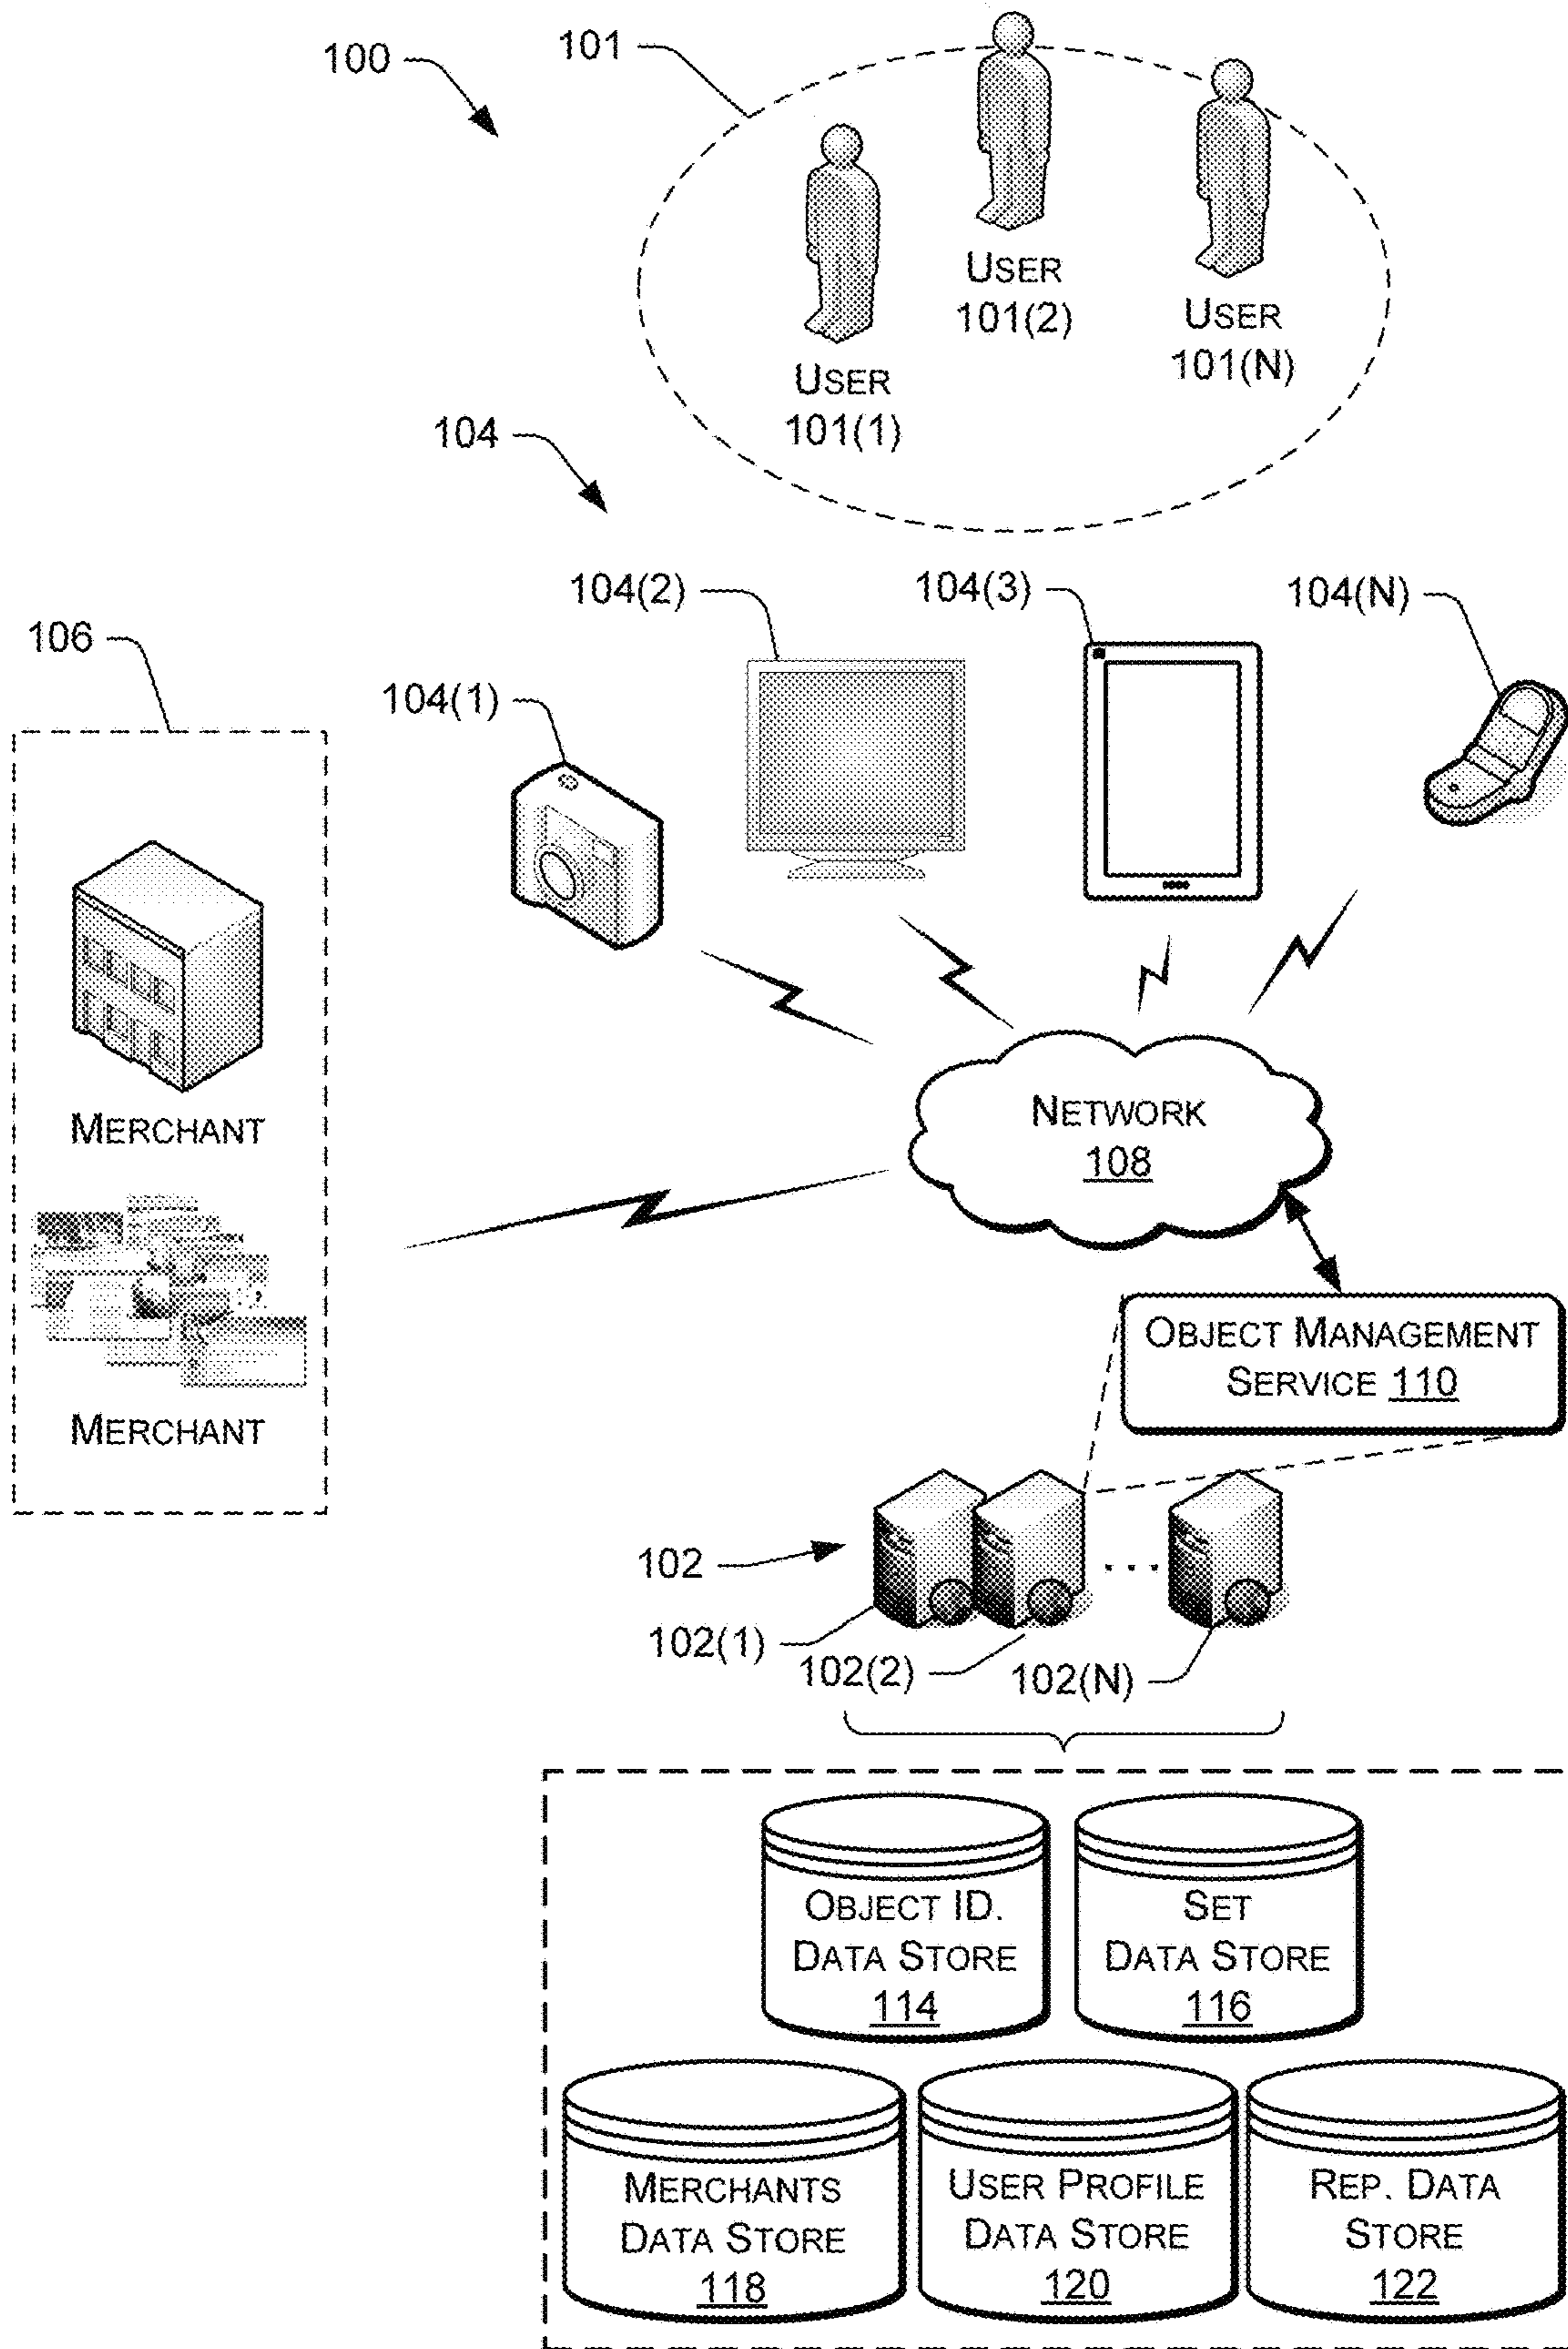 100
101
USER
101(1)
USER
101(2)
USER
101(N)
104
104(1)
104(2)
104(3)
104(N)
106
MERCHANT
MERCHANT
NETWORK
108
OBJECT MANAGEMENT
SERVICE 110
102
102(1)
102(2)
102(N)
...
OBJECT ID.
DATA STORE
114
SET
DATA STORE
116
MERCHANTS
DATA STORE
118
USER PROFILE
DATA STORE
120
REP. DATA
STORE
122